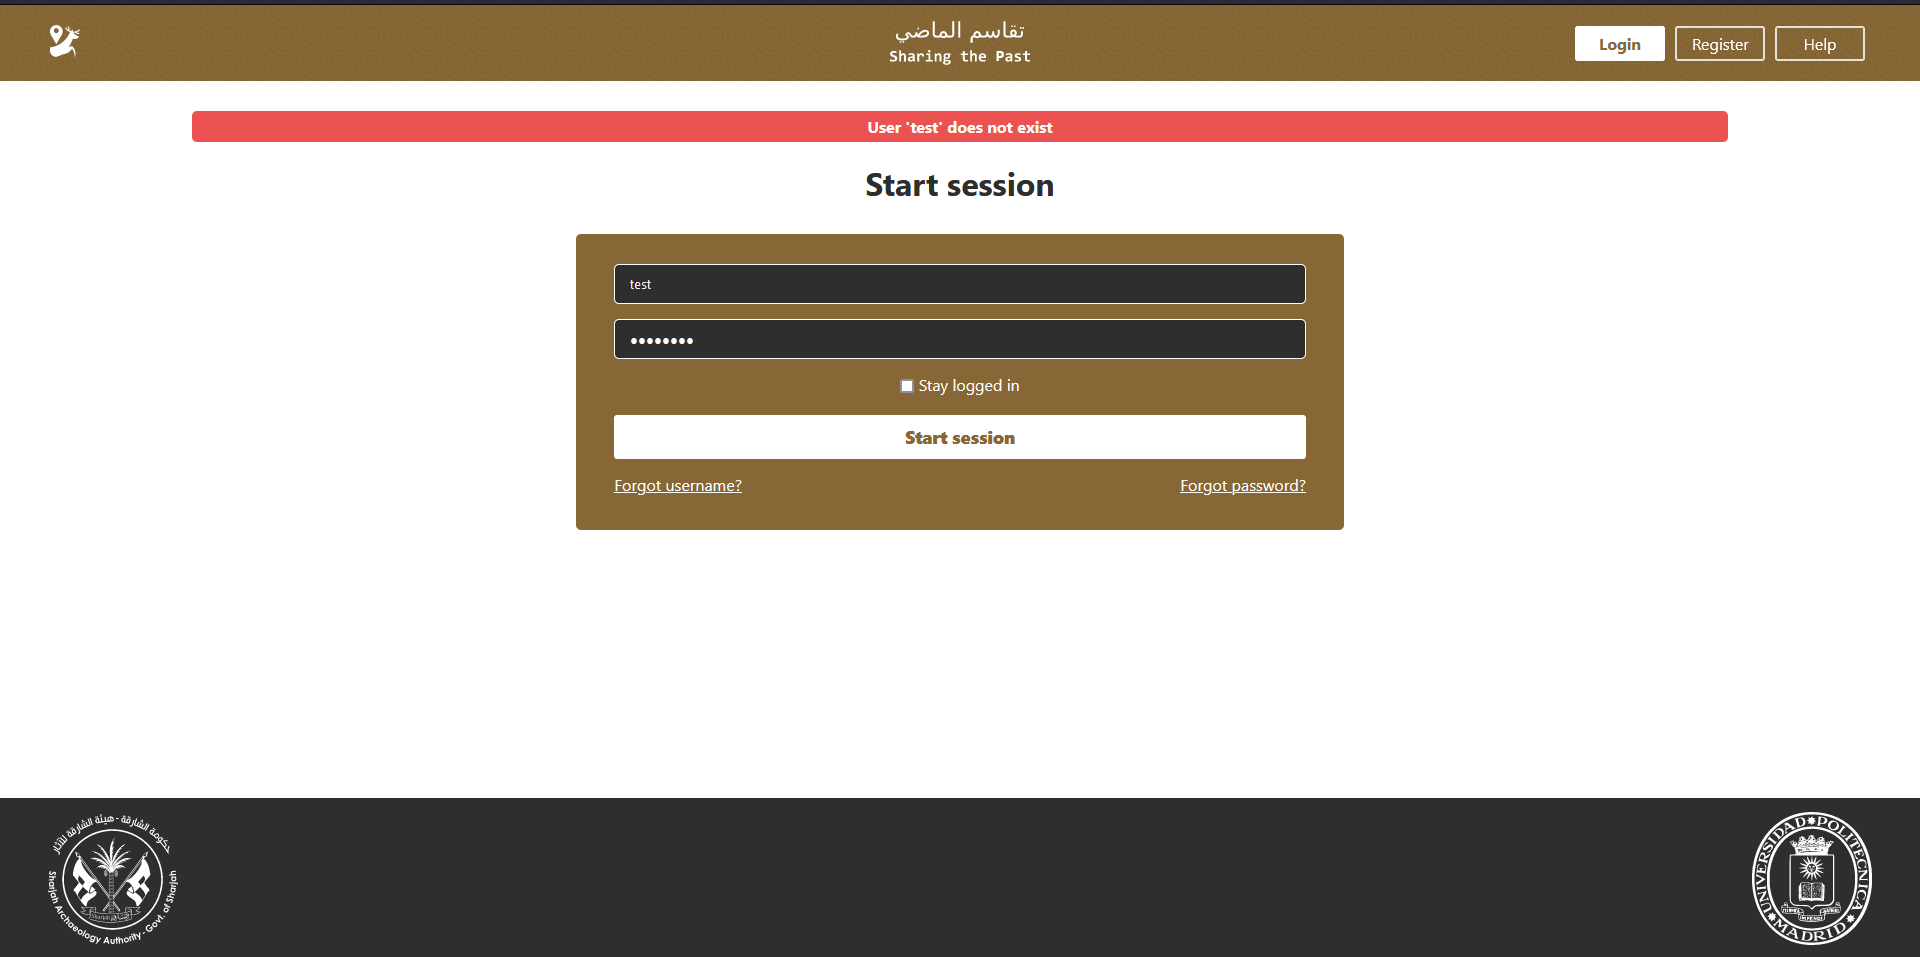 تقاسم الماضي
Sharing the Past
Login
Register
Help
User 'test' does not exist
Start session
test
••••••••
Stay logged in
Start session
Forgot username?
Forgot password?
حكومة الشارقة - هيئة الشارقة للآثار
Sharjah Archaeology Authority - Govt. of Sharjah
UNIVERSIDAD POLITECNICA
MADRID